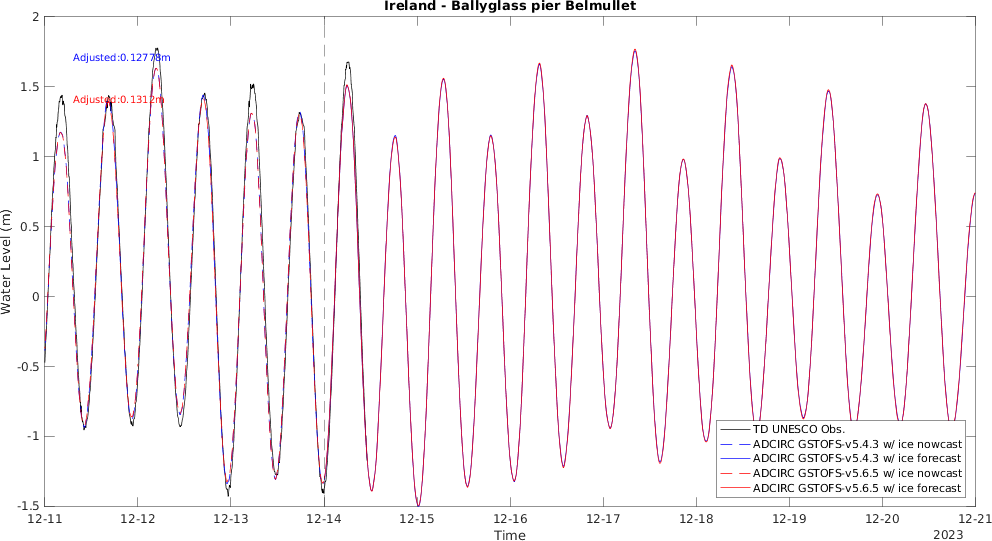 Ireland - Ballyglass pier Belmullet
2
1.5
1
0.5
0
-0.5
-1
-1.5
Water Level (m)
Adjusted:0.12778m
Adjusted:0.1312m
TD UNESCO Obs.
ADCIRC GSTOFS-v5.4.3 w/ ice nowcast
ADCIRC GSTOFS-v5.4.3 w/ ice forecast
ADCIRC GSTOFS-v5.6.5 w/ ice nowcast
ADCIRC GSTOFS-v5.6.5 w/ ice forecast
12-11 12-12 12-13 12-14 12-15 12-16 12-17 12-18 12-19 12-20 12-21
Time
2023